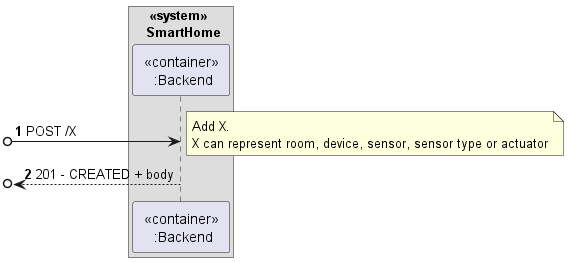 «system»
SmartHome
«container»
:Backend
Add X.
1 POST /X
X can represent room, device, sensor, sensor type or actuator
2 201 - CREATED + body
«container»
:Backend